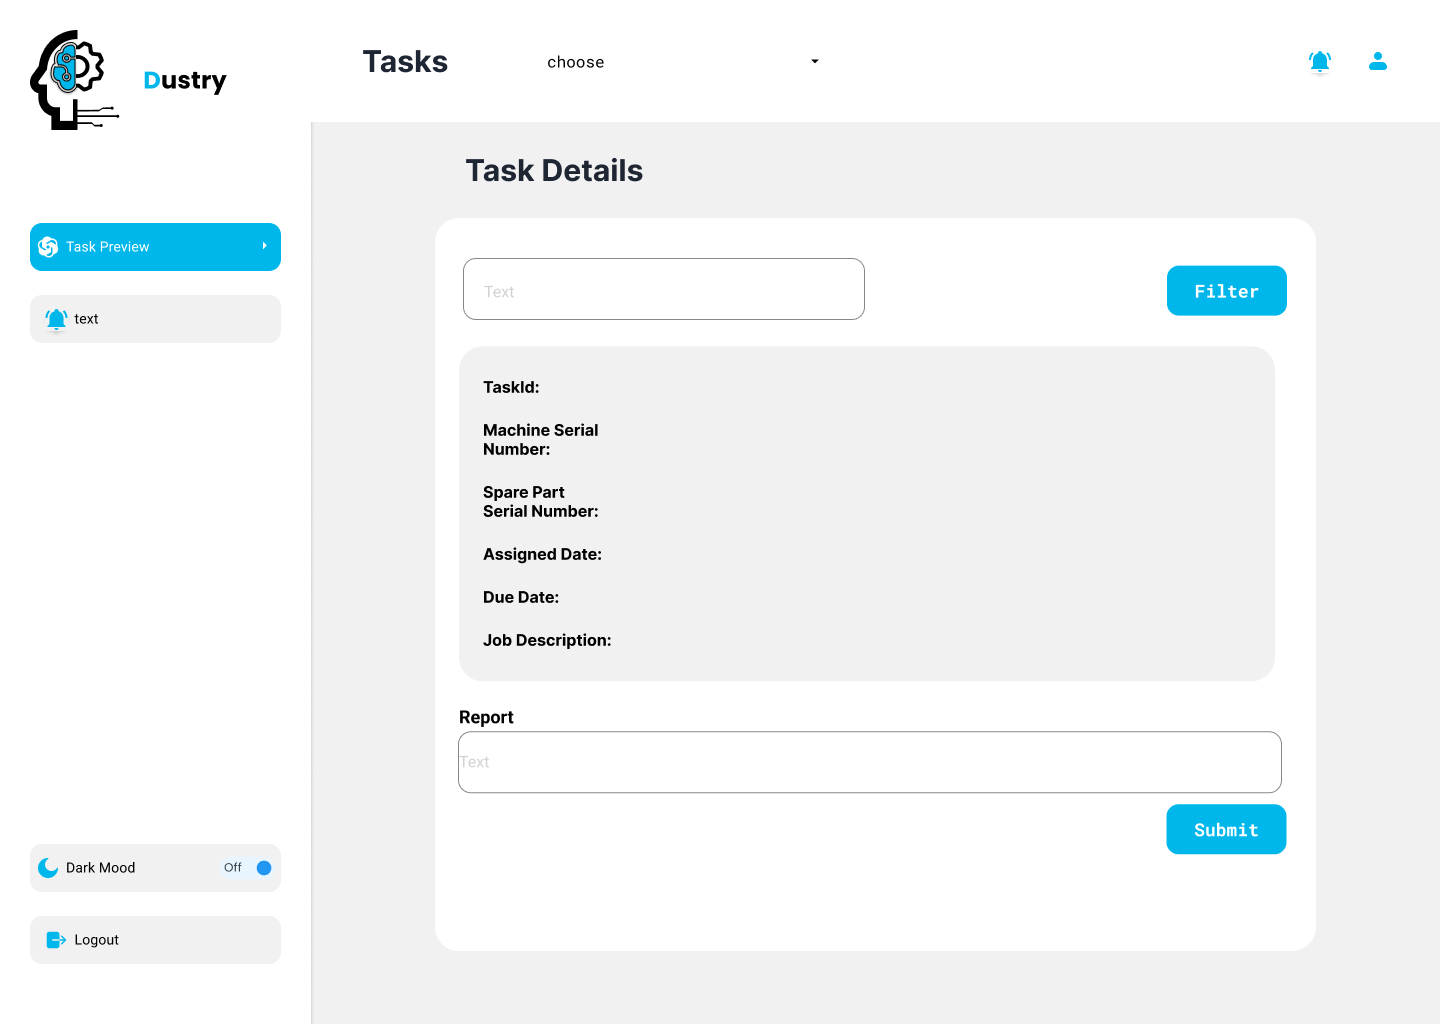 Dustry
Tasks
choose
Task Preview
text
Dark Mood
Off
Logout
Task Details
Text
Filter
TaskId:
Machine Serial
Number:
Spare Part
Serial Number:
Assigned Date:
Due Date:
Job Description:
Report
Text
Submit